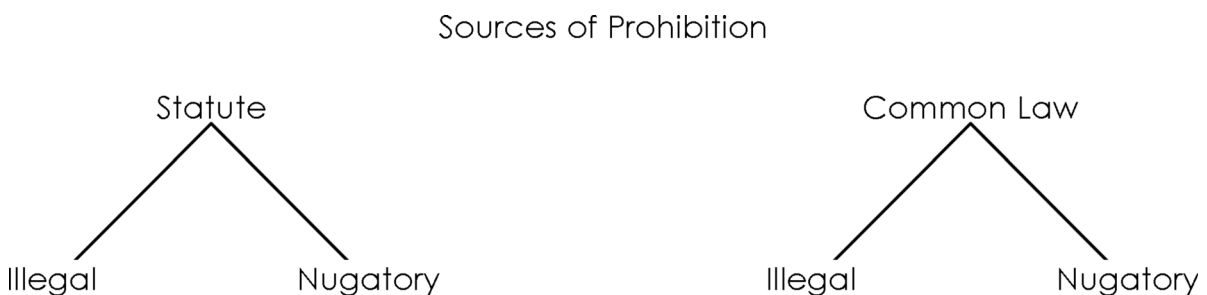 Sources of Prohibition
Statute Common Law
Illegal Nugatory Illegal Nugatory